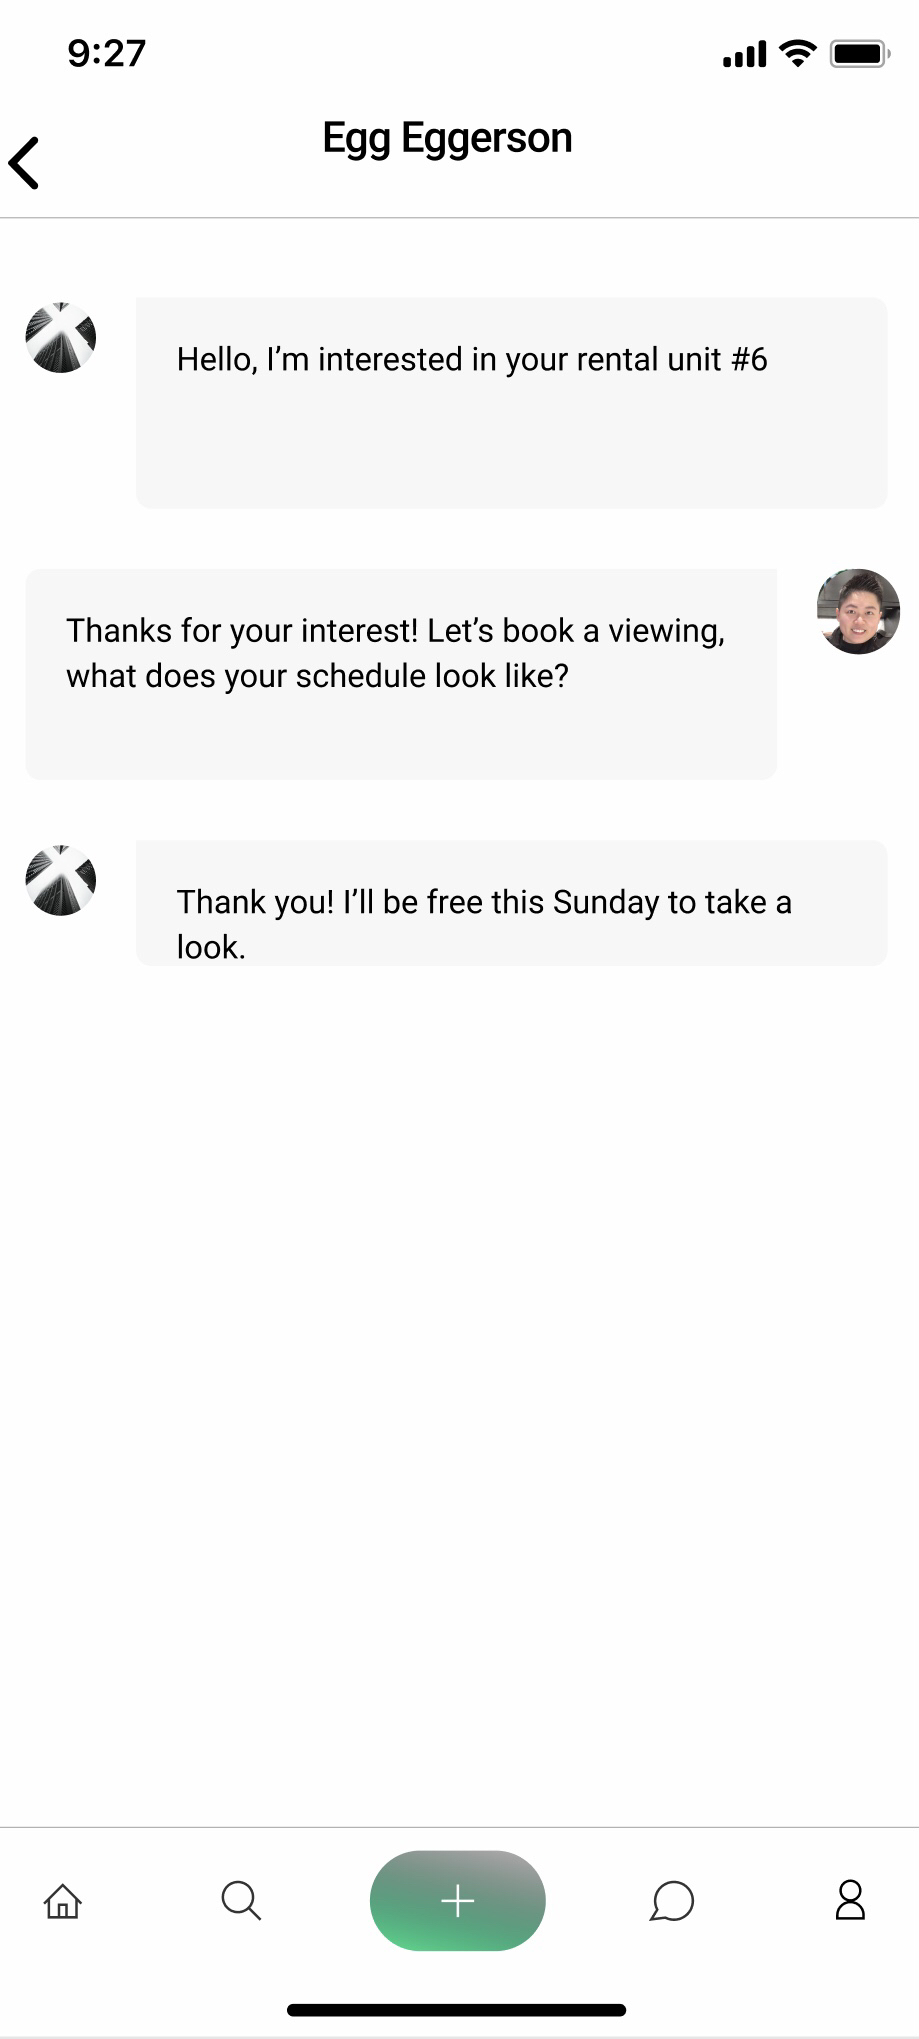 9:27
Egg Eggerson
Hello, I’m interested in your rental unit #6
Thanks for your interest! Let’s book a viewing,
what does your schedule look like?
Thank you! I’ll be free this Sunday to take a
look.